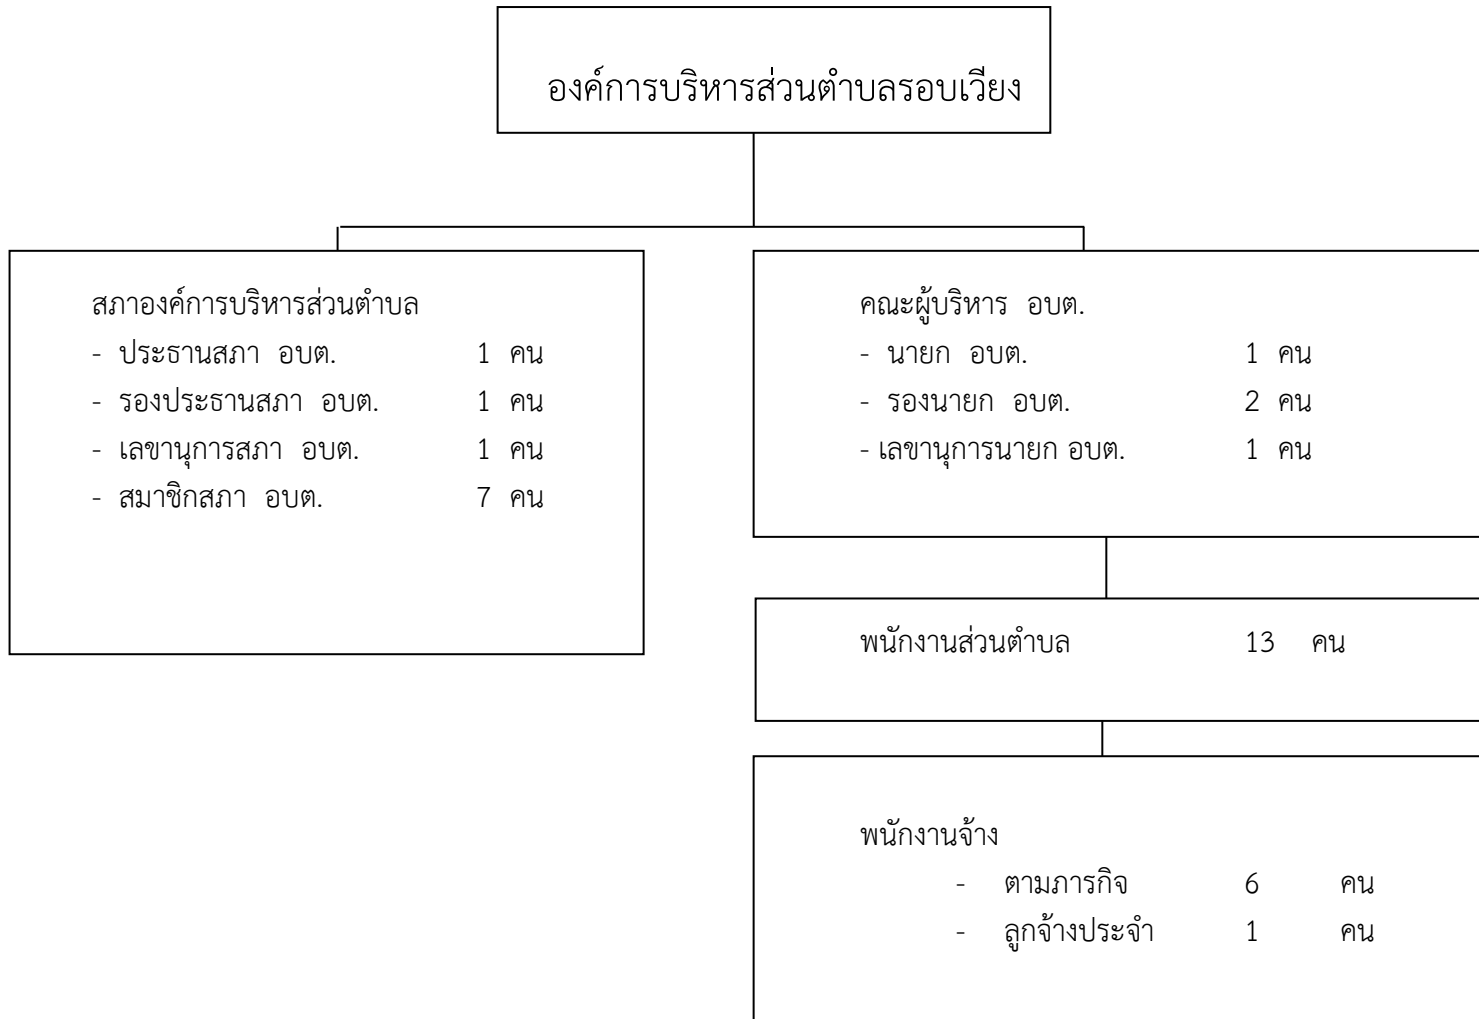 องค์การบริหารส่วนตำบลรอบเวียง
สภาองค์การบริหารส่วนตำบล
- ประธานสภา อบต. 1 คน
- รองประธานสภา อบต. 1 คน
- เลขานุการสภา อบต. 1 คน
- สมาชิกสภา อบต. 7 คน
คณะผู้บริหาร อบต.
- นายก อบต. 1 คน
- รองนายก อบต. 2 คน
- เลขานุการนายก อบต. 1 คน
พนักงานส่วนตำบล 13 คน
พนักงานจ้าง
- ตามภารกิจ 6 คน
- ลูกจ้างประจำ 1 คน